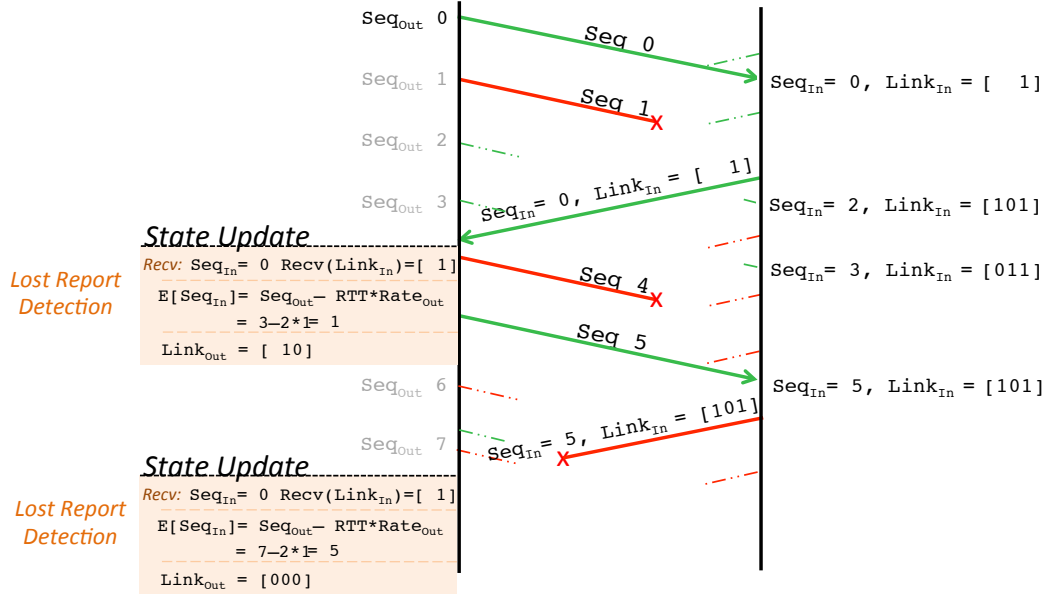 Seq_Out 0
Seq 0
Seq_Out 1
Seq_In= 0, Link_In = [  1]
Seq 1
Seq_Out 2
Seq_In= 0, Link_In = [  1]
Seq_Out 3
Seq_In= 2, Link_In = [101]
State Update
Recv: Seq_In= 0 Recv(Link_In)=[ 1]
Lost Report
Detection
E[Seq_In]= Seq_Out– RTT*Rate_Out
= 3–2*1= 1
Link_Out = [ 10]
Seq 4
Seq_In= 3, Link_In = [011]
Seq 5
Seq_Out 6
Seq_In= 5, Link_In = [101]
Seq_In= 5, Link_In = [101]
Seq_Out 7
State Update
Recv: Seq_In= 0 Recv(Link_In)=[ 1]
Lost Report
Detection
E[Seq_In]= Seq_Out– RTT*Rate_Out
= 7–2*1= 5
Link_Out = [000]